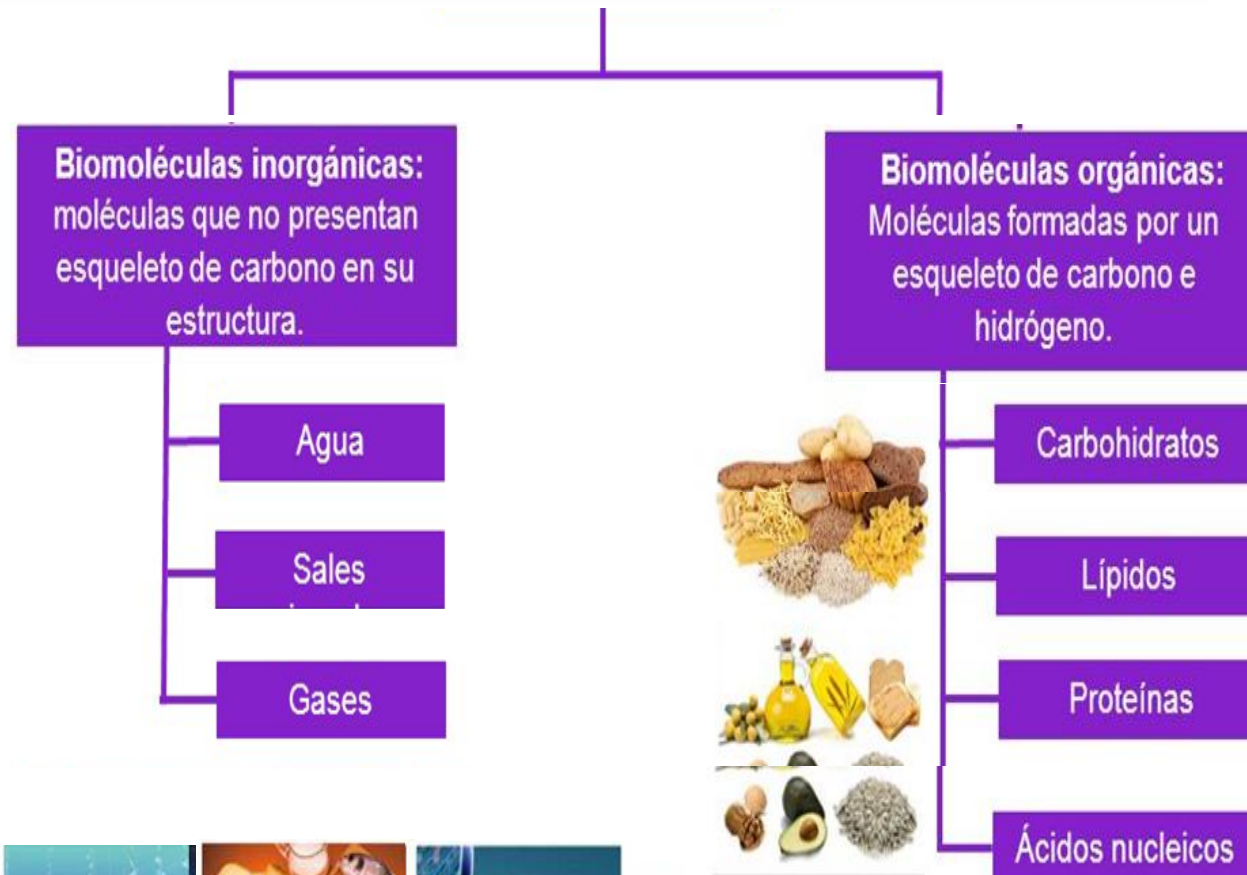 Biomoléculas inorgánicas:
moléculas que no presentan
esqueleto de carbono en su
estructura.
Agua
Sales
Gases
Biomoléculas orgánicas:
Moléculas formadas por un
esqueleto de carbono e
hidrógeno.
Carbohidratos
Lípidos
Proteínas
Ácidos nucleicos